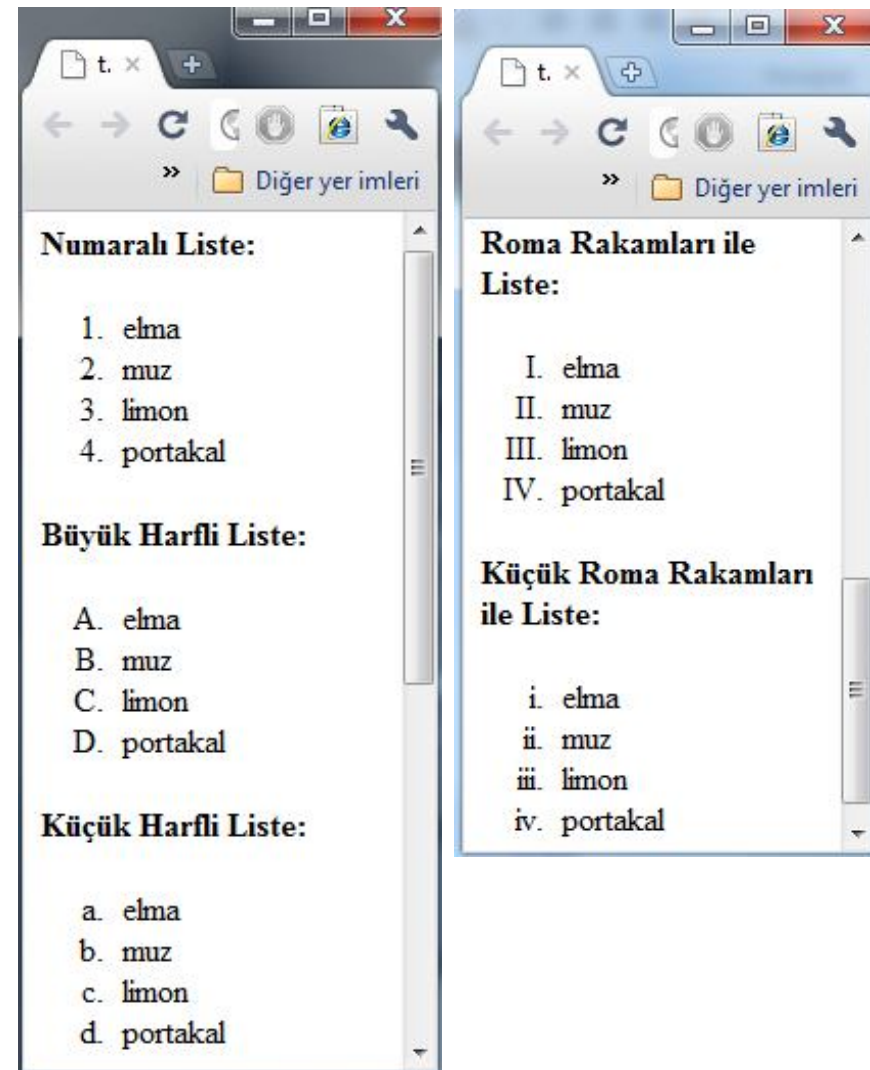 t.
Diğer yer imleri
Numaralı Liste:
1. elma
2. muz
3. limon
4. portakal
Büyük Harfli Liste:
A. elma
B. muz
C. limon
D. portakal
Küçük Harfli Liste:
a. elma
b. muz
c. limon
d. portakal
t.
Diğer yer imleri
Roma Rakamları ile
Liste:
I. elma
II. muz
III. limon
IV. portakal
Küçük Roma Rakamları
ile Liste:
i. elma
ii. muz
iii. limon
iv. portakal